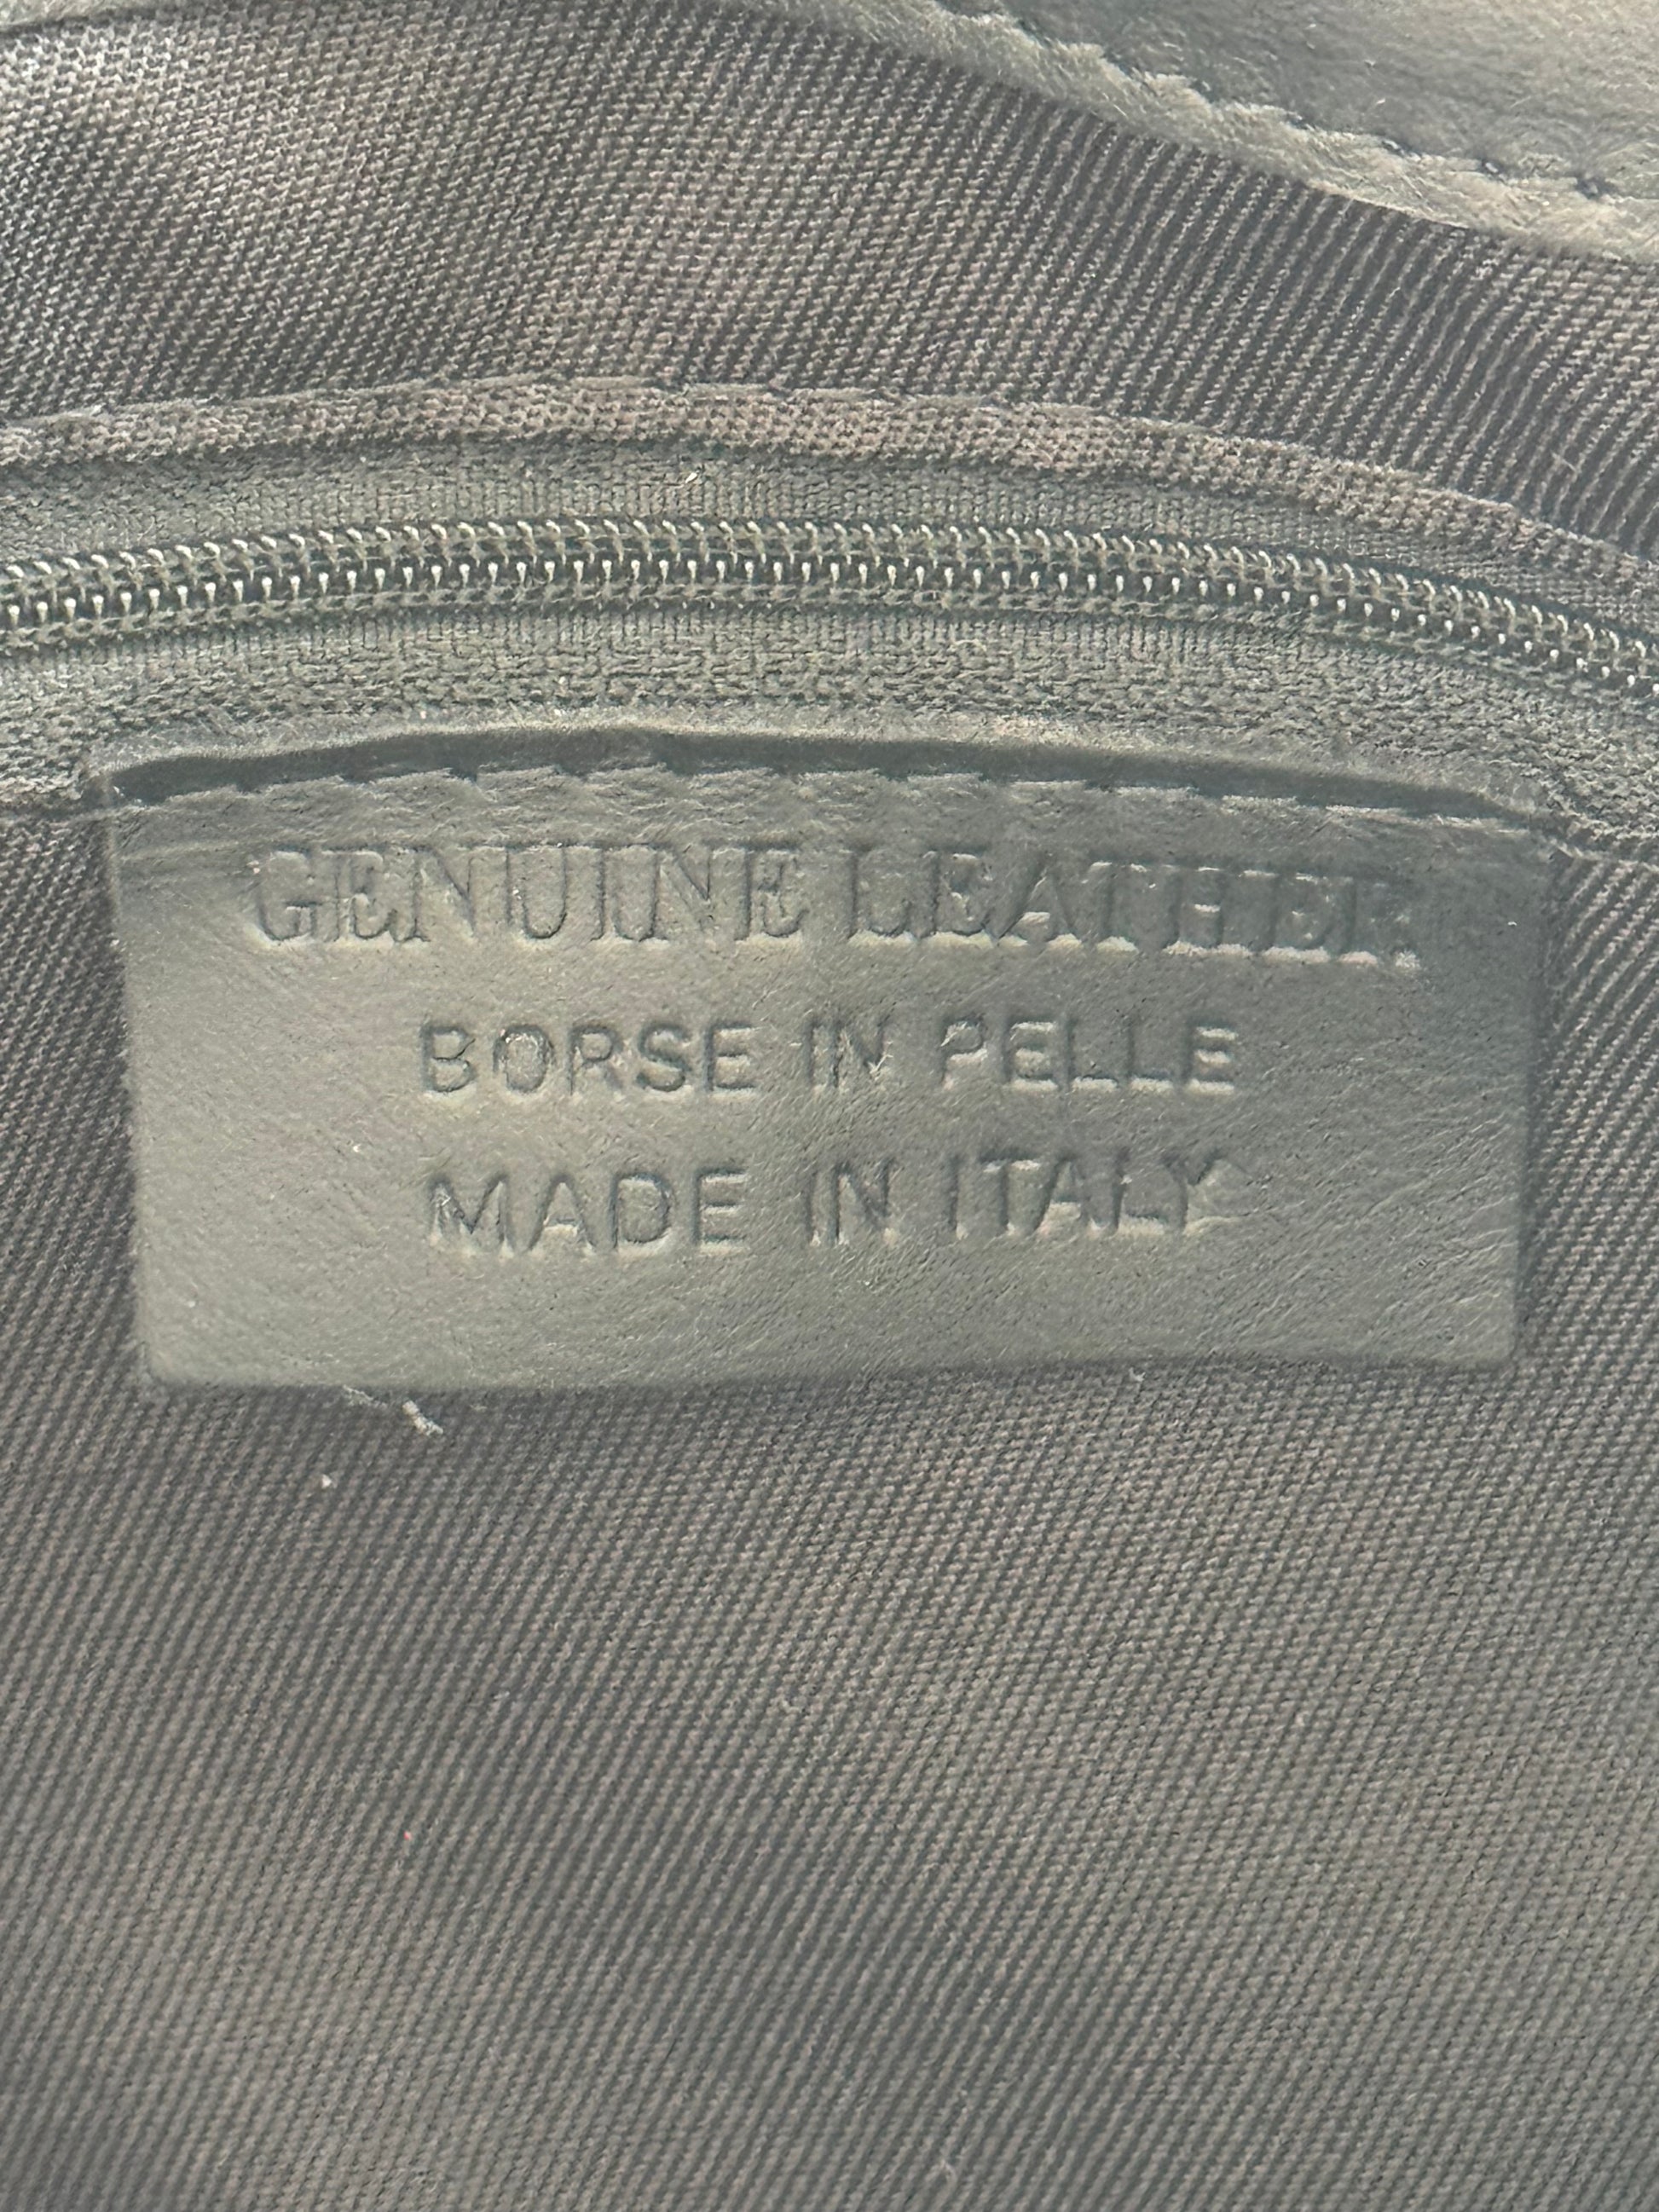 GENUINE LEATHER
BORSE IN PELLE
MADE IN ITALY